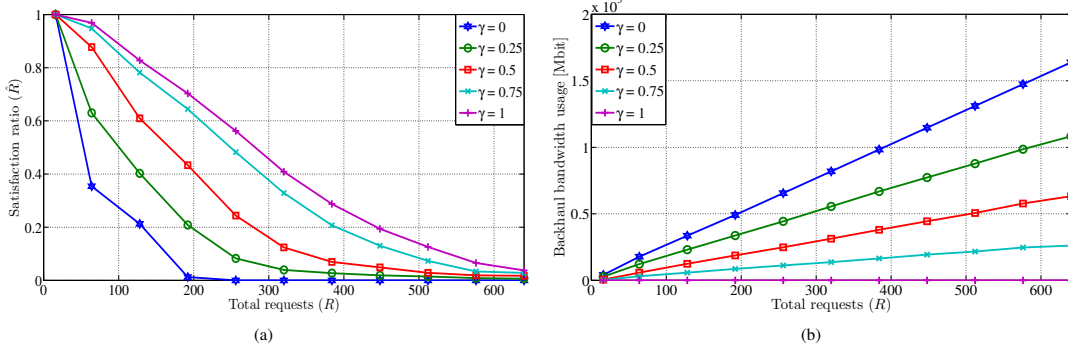 1
0.8
0.6
0.4
0.2
0
0
100
200
300
400
500
600
Satisfaction ratio (R̂)
Total requests (R)
γ = 0
γ = 0.25
γ = 0.5
γ = 0.75
γ = 1
(a)
2
1.5
1
0.5
0
0
100
200
300
400
500
600
Backhaul bandwidth usage [Mbit]
Total requests (R)
γ = 0
γ = 0.25
γ = 0.5
γ = 0.75
γ = 1
(b)